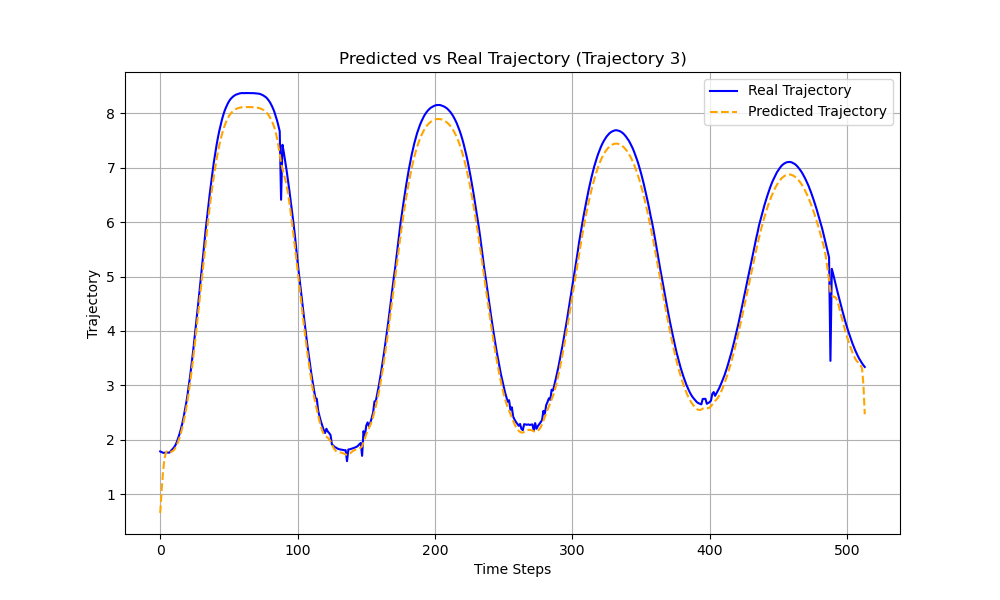 Predicted vs Real Trajectory (Trajectory 3)
Real Trajectory
Predicted Trajectory
8
7
6
5
4
3
2
1
Trajectory
0 100 200 300 400 500
Time Steps